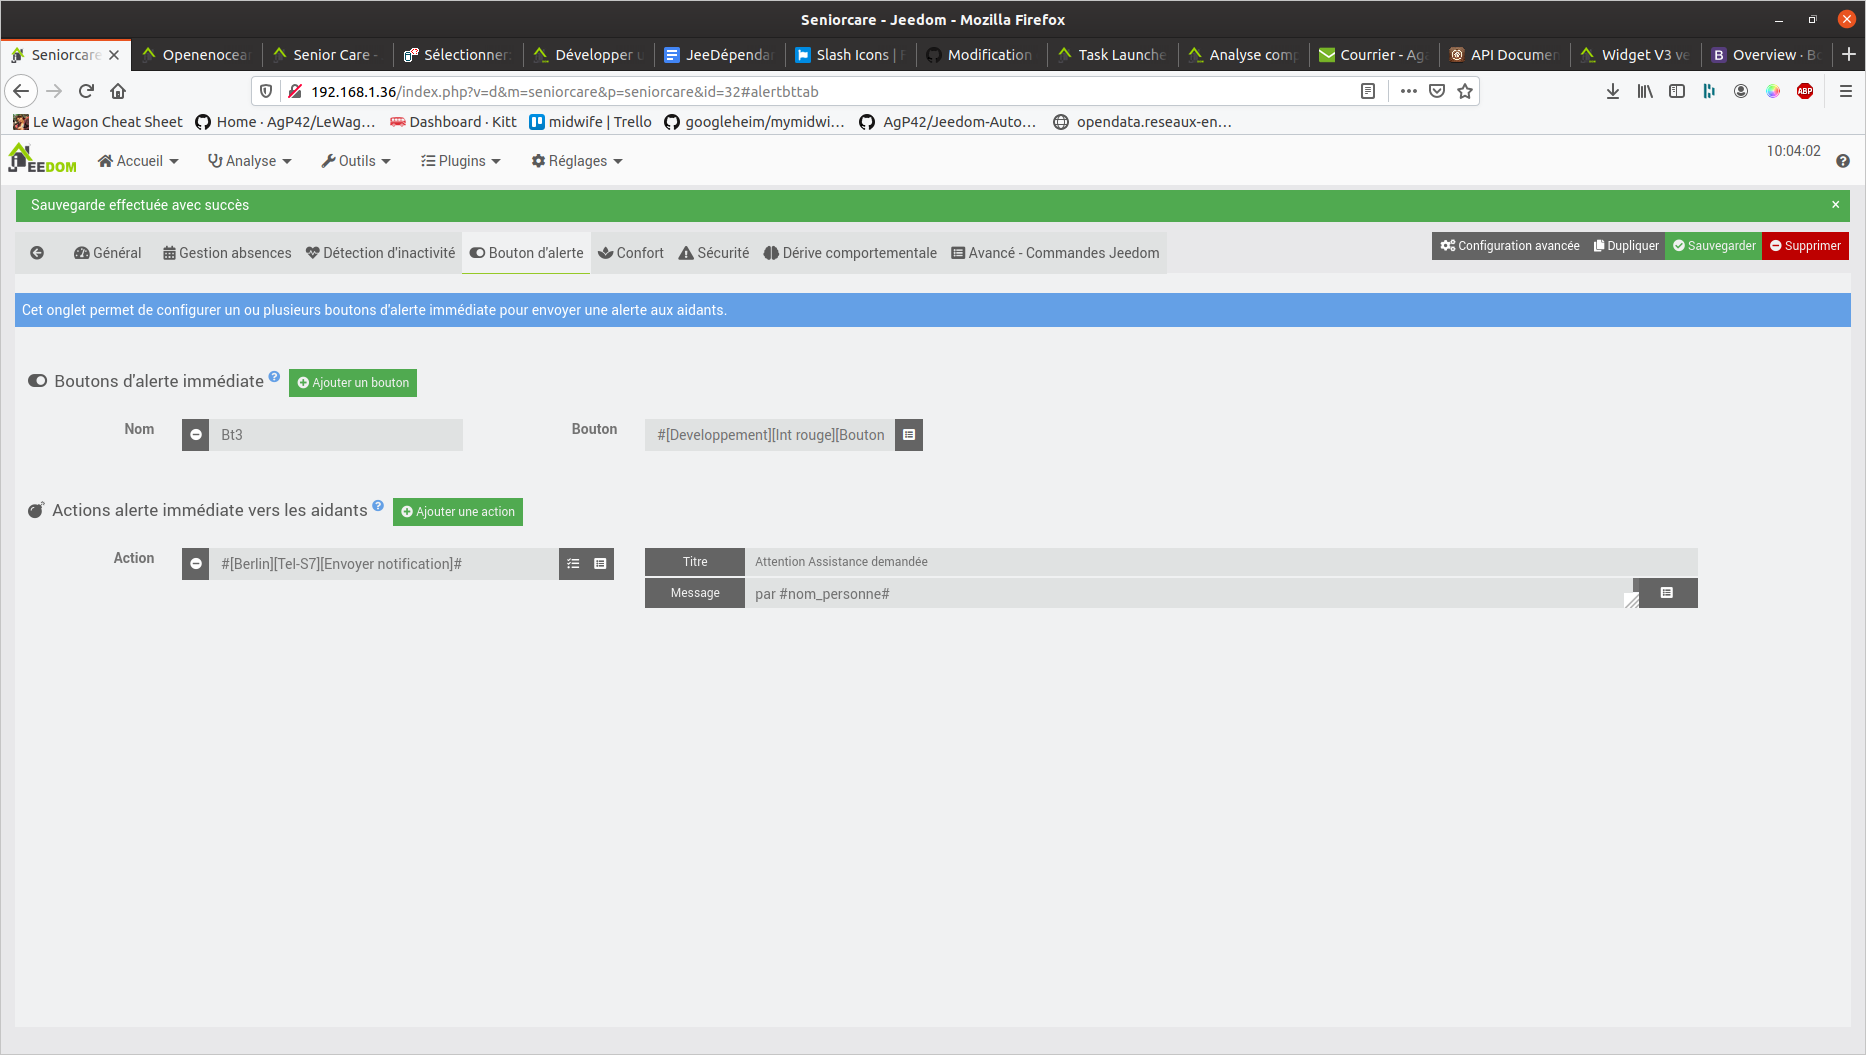 Seniorcare - Jeedom - Mozilla Firefox
Seniorcare
Openenocean
Senior Care -
Sélectionner
Développer u
JeeDépendan
Slash Icons | F
Modification
Task Launche
Analyse comp
Courrier - Aga
API Documen
Widget V3 ve
Overview · Bo
192.168.1.36/index.php?v=d&m=seniorcare&p=seniorcare&id=32#alertbttab
ABP
Le Wagon Cheat Sheet
Home · AgP42/LeWag…
Dashboard · Kitt
midwife | Trello
googleheim/mymidwi…
AgP42/Jeedom-Auto…
opendata.reseaux-en…
JEEDOM
Accueil
Analyse
Outils
Plugins
Réglages
10:04:02
Sauvegarde effectuée avec succès
×
Général
Gestion absences
Détection d'inactivité
Bouton d'alerte
Confort
Sécurité
Dérive comportementale
Avancé - Commandes Jeedom
Configuration avancée
Dupliquer
Sauvegarder
Supprimer
Cet onglet permet de configurer un ou plusieurs boutons d'alerte immédiate pour envoyer une alerte aux aidants.
Boutons d'alerte immédiate
Ajouter un bouton
Nom
Bt3
Bouton
#[Developpement][Int rouge][Bouton
Actions alerte immédiate vers les aidants
Ajouter une action
Action
#[Berlin][Tel-S7][Envoyer notification]#
Titre
Attention Assistance demandée
Message
par #nom_personne#